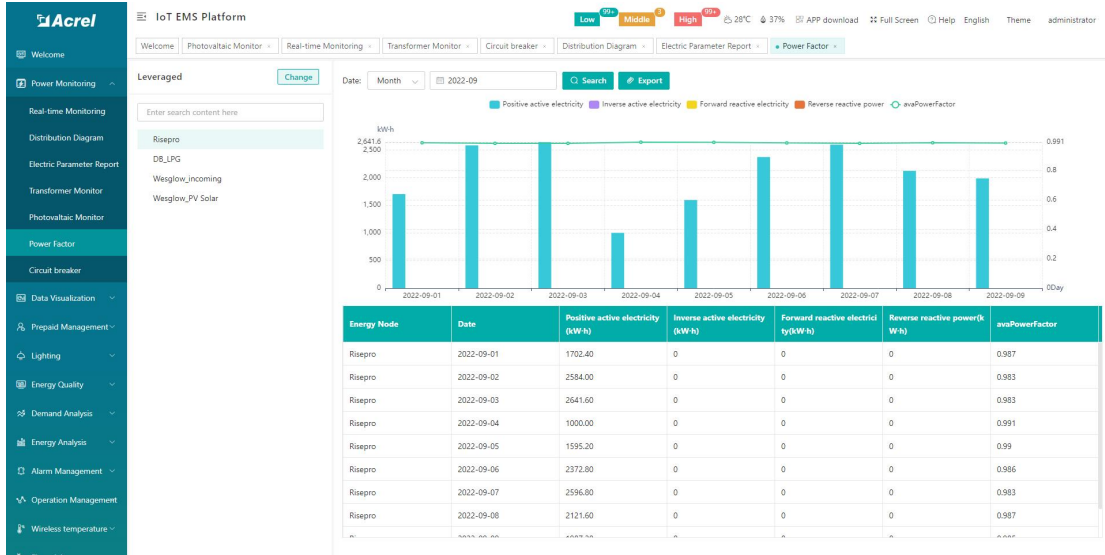 Acrel
IoT EMS Platform
Low 99+ Middle 3 High 99+ 28℃ 37% APP download Full Screen Help English Theme administrator
Welcome Photovoltaic Monitor × Real-time Monitoring × Transformer Monitor × Circuit breaker × Distribution Diagram × Electric Parameter Report × Power Factor ×
Welcome
Power Monitoring
Real-time Monitoring
Distribution Diagram
Electric Parameter Report
Transformer Monitor
Photovoltaic Monitor
Power Factor
Circuit breaker
Data Visualization
Prepaid Management
Lighting
Energy Quality
Demand Analysis
Energy Analysis
Alarm Management
Operation Management
Wireless temperature
Leveraged Change
Enter search content here
Risepro
DB_LPG
Wesglow_incoming
Wesglow_PV Solar
Date: Month 2022-09 Search Export
Positive active electricity Inverse active electricity Forward reactive electricity Reverse reactive power avaPowerFactor
kW·h
2,641.6 0.991
2,500
2,000 0.8
1,500 0.6
1,000 0.4
500 0.2
0 0Day
2022-09-01 2022-09-02 2022-09-03 2022-09-04 2022-09-05 2022-09-06 2022-09-07 2022-09-08 2022-09-09
Energy Node Date Positive active electricity Inverse active electricity Forward reactive electrici Reverse reactive power(k avaPowerFactor
(kW·h) (kW·h) ty(kW·h) W·h)
Risepro 2022-09-01 1702.40 0 0 0 0.987
Risepro 2022-09-02 2584.00 0 0 0 0.983
Risepro 2022-09-03 2641.60 0 0 0 0.983
Risepro 2022-09-04 1000.00 0 0 0 0.991
Risepro 2022-09-05 1595.20 0 0 0 0.99
Risepro 2022-09-06 2372.80 0 0 0 0.986
Risepro 2022-09-07 2596.80 0 0 0 0.983
Risepro 2022-09-08 2121.60 0 0 0 0.987